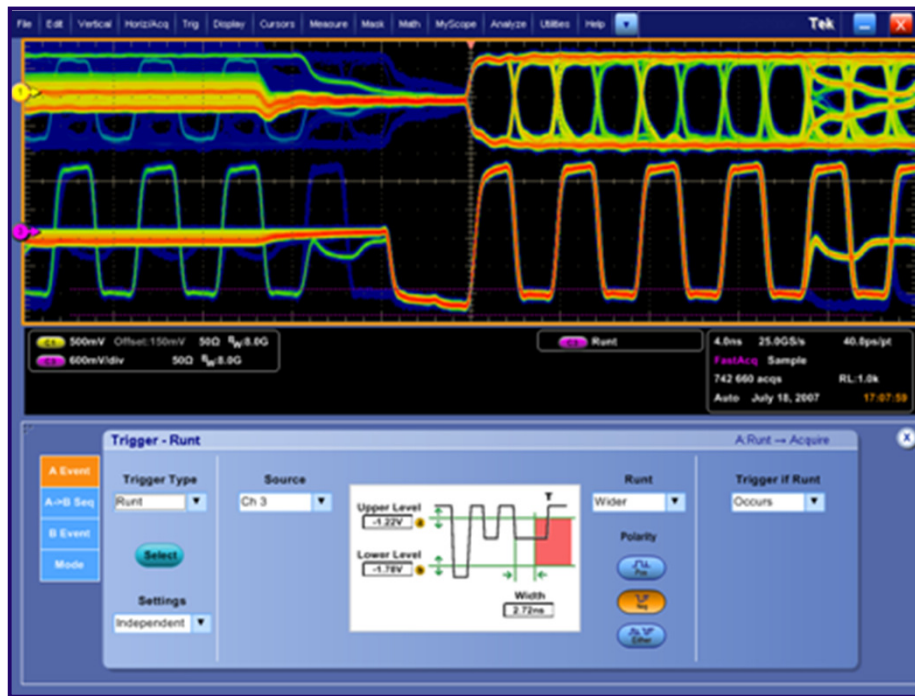 File Edit Vertical Horiz/Acq Trig Display Cursors Measure Mask Math MyScope Analyze Utilities Help Tek X
1
3
C1 500mV Offset:150mV 50Ω BW:8.0G
C3 600mV/div 50Ω BW:8.0G
C3 Runt
4.0ns 25.0GS/s 40.0ps/pt
FastAcq Sample
742 660 acqs RL:1.0k
Auto July 18, 2007 17:07:59
Trigger - Runt A:Runt → Acquire X
A Event
A->B Seq
B Event
Mode
Trigger Type
Runt
Select
Settings
Independent
Source
Ch 3
Upper Level
-1.22V a
Lower Level
-1.78V b
T
Width
2.72ns
Runt
Wider
Polarity
Pos
Neg
Either
Trigger if Runt
Occurs